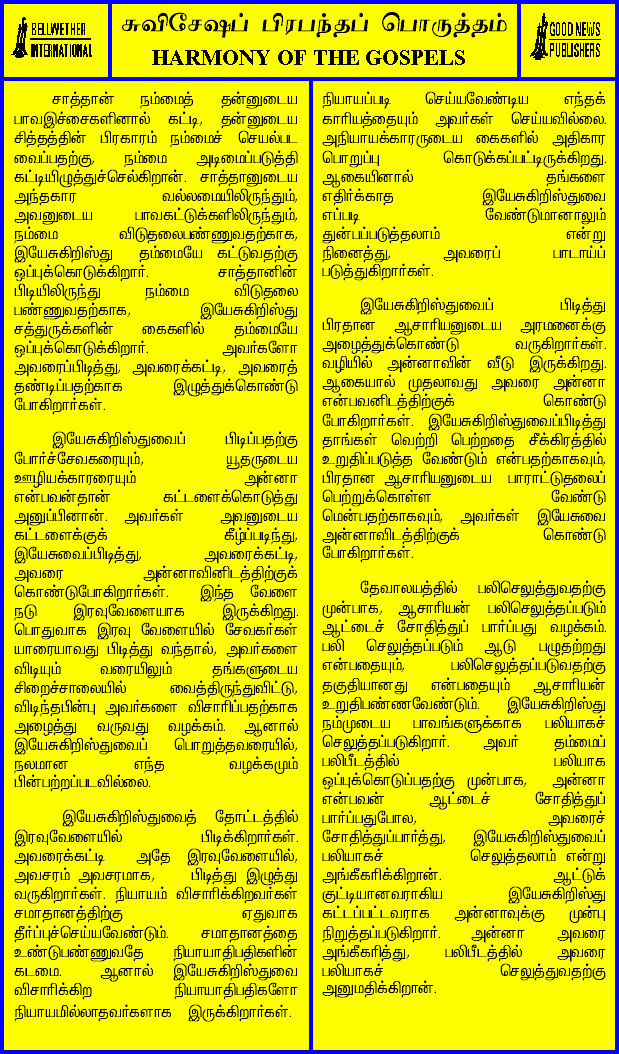 BELLWETHER
INTERNATIONAL
சுவிசேஷப் பிரபந்தப் பொருத்தம்
HARMONY OF THE GOSPELS
GOOD NEWS
PUBLISHERS
சாத்தான் நம்மைத் தன்னுடைய
பாவஇச்சைகளினால் கட்டி, தன்னுடைய
சித்தத்தின் பிரகாரம் நம்மைச் செயல்பட
வைப்பதற்கு, நம்மை அடிமைப்படுத்தி
கட்டியிழுத்துச்செல்கிறான். சாத்தானுடைய
அந்தகார வல்லமையிலிருந்தும்,
அவனுடைய பாவகட்டுக்களிலிருந்தும்,
நம்மை விடுதலைபண்ணுவதற்காக,
இயேசுகிறிஸ்து தம்மையே கட்டுவதற்கு
ஒப்புக்கொடுக்கிறார். சாத்தானின்
பிடியிலிருந்து நம்மை விடுதலை
பண்ணுவதற்காக, இயேசுகிறிஸ்து
சத்துருக்களின் கைகளில் தம்மையே
ஒப்புக்கொடுக்கிறார். அவர்களோ
அவரைப்பிடித்து, அவரைக்கட்டி, அவரைத்
தண்டிப்பதற்காக இழுத்துக்கொண்டு
போகிறார்கள்.
இயேசுகிறிஸ்துவைப் பிடிப்பதற்கு
போர்ச்சேவகரையும், யூதருடைய
ஊழியக்காரரையும் அன்னா
என்பவன்தான் கட்டளைக்கொடுத்து
அனுப்பினான். அவர்கள் அவனுடைய
கட்டளைக்குக் கீழ்ப்படிந்து,
இயேசுவைப்பிடித்து, அவரைக்கட்டி,
அவரை அன்னாவினிடத்திற்குக்
கொண்டுபோகிறார்கள். இந்த வேளை
நடு இரவுவேளையாக இருக்கிறது.
பொதுவாக இரவு வேளையில் சேவகர்கள்
யாரையாவது பிடித்து வந்தால், அவர்களை
விடியும் வரையிலும் தங்களுடைய
சிறைச்சாலையில் வைத்திருந்துவிட்டு,
விடிந்தபின்பு அவர்களை விசாரிப்பதற்காக
அழைத்து வருவது வழக்கம். ஆனால்
இயேசுகிறிஸ்துவைப் பொறுத்தவரையில்,
நலமான எந்த வழக்கமும்
பின்பற்றப்படவில்லை.
இயேசுகிறிஸ்துவைத் தோட்டத்தில்
இரவுவேளையில் பிடிக்கிறார்கள்.
அவரைக்கட்டி அதே இரவுவேளையில்,
அவசரம் அவசரமாக, பிடித்து இழுத்து
வருகிறார்கள். நியாயம் விசாரிக்கிறவர்கள்
சமாதானத்திற்கு ஏதுவாக
தீர்ப்புச்செய்யவேண்டும். சமாதானத்தை
உண்டுபண்ணுவதே நியாயாதிபதிகளின்
கடமை. ஆனால் இயேசுகிறிஸ்துவை
விசாரிக்கிற நியாயாதிபதிகளோ
நியாயமில்லாதவர்களாக இருக்கிறார்கள்.
நியாயப்படி செய்யவேண்டிய எந்தக்
காரியத்தையும் அவர்கள் செய்யவில்லை.
அநியாயக்காரருடைய கைகளில் அதிகார
பொறுப்பு கொடுக்கப்பட்டிருக்கிறது.
ஆகையினால் தங்களை
எதிர்க்காத இயேசுகிறிஸ்துவை
எப்படி வேண்டுமானாலும்
துன்பப்படுத்தலாம் என்று
நினைத்து, அவரைப் பாடாய்ப்
படுத்துகிறார்கள்.
இயேசுகிறிஸ்துவைப் பிடித்து
பிரதான ஆசாரியனுடைய அரமனைக்கு
அழைத்துக்கொண்டு வருகிறார்கள்.
வழியில் அன்னாவின் வீடு இருக்கிறது.
ஆகையால் முதலாவது அவரை அன்னா
என்பவனிடத்திற்குக் கொண்டு
போகிறார்கள். இயேசுகிறிஸ்துவைப்பிடித்து
தாங்கள் வெற்றி பெற்றதை சீக்கிரத்தில்
உறுதிப்படுத்த வேண்டும் என்பதற்காகவும்,
பிரதான ஆசாரியனுடைய பாராட்டுதலைப்
பெற்றுக்கொள்ள வேண்டு
மென்பதற்காகவும், அவர்கள் இயேசுவை
அன்னாவிடத்திற்குக் கொண்டு
போகிறார்கள்.
தேவாலயத்தில் பலிசெலுத்துவதற்கு
முன்பாக, ஆசாரியன் பலிசெலுத்தப்படும்
ஆட்டைச் சோதித்துப் பார்ப்பது வழக்கம்.
பலி செலுத்தப்படும் ஆடு பழுதற்றது
என்பதையும், பலிசெலுத்தப்படுவதற்கு
தகுதியானது என்பதையும் ஆசாரியன்
உறுதிபண்ணவேண்டும். இயேசுகிறிஸ்து
நம்முடைய பாவங்களுக்காக பலியாகச்
செலுத்தப்படுகிறார். அவர் தம்மைப்
பலிபீடத்தில் பலியாக
ஒப்புக்கொடுப்பதற்கு முன்பாக, அன்னா
என்பவன் ஆட்டைச் சோதித்துப்
பார்ப்பதுபோல, அவரைச்
சோதித்துப்பார்த்து, இயேசுகிறிஸ்துவைப்
பலியாகச் செலுத்தலாம் என்று
அங்கீகரிக்கிறான். ஆட்டுக்
குட்டியானவராகிய இயேசுகிறிஸ்து
கட்டப்பட்டவராக அன்னாவுக்கு முன்பு
நிறுத்தப்படுகிறார். அன்னா அவரை
அங்கீகரித்து, பலிபீடத்தில் அவரை
பலியாகச் செலுத்துவதற்கு
அனுமதிக்கிறான்.